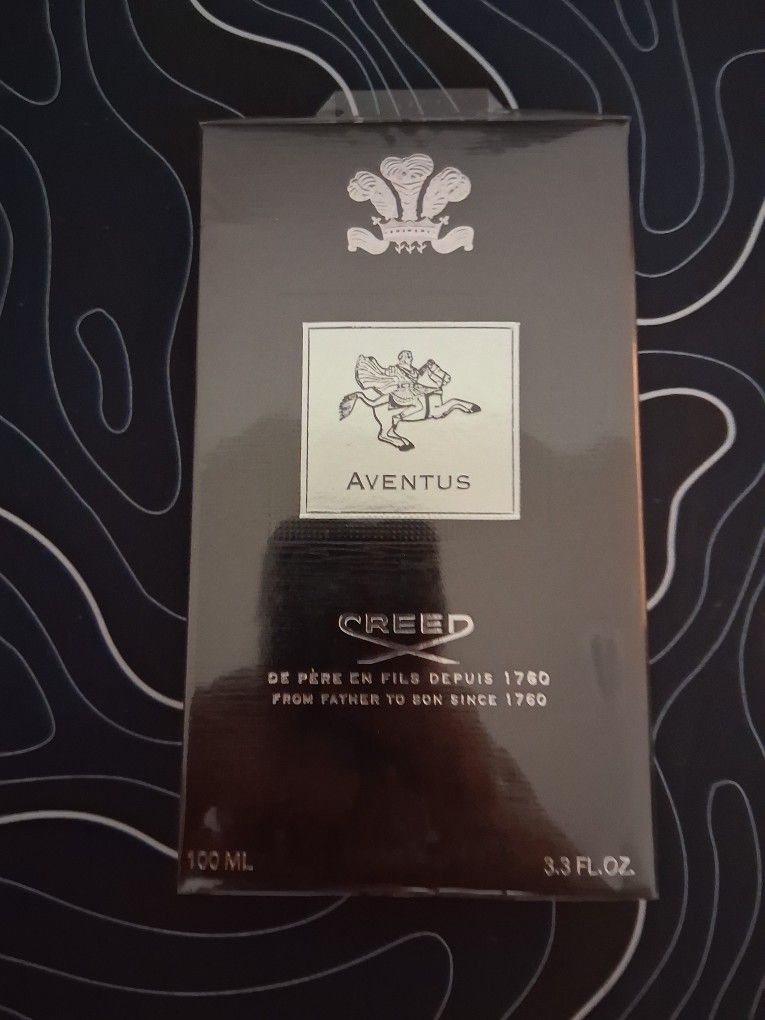 AVENTUS
CREED
DE PÈRE EN FILS DEPUIS 1760
FROM FATHER TO SON SINCE 1760
100 ML
3.3 FL.OZ.